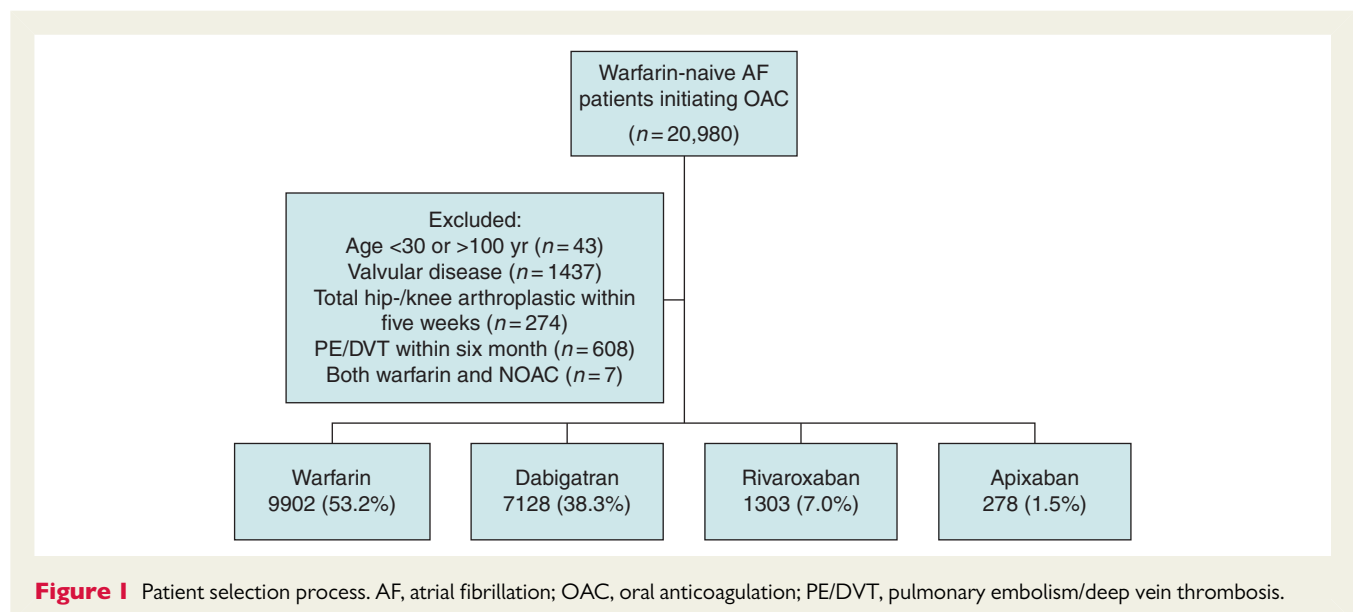 Warfarin-naive AF
patients initiating OAC
(n = 20,980)
Excluded:
Age <30 or >100 yr (n = 43)
Valvular disease (n = 1437)
Total hip-/knee arthroplastic within
five weeks (n = 274)
PE/DVT within six month (n = 608)
Both warfarin and NOAC (n = 7)
Warfarin
9902 (53.2%)
Dabigatran
7128 (38.3%)
Rivaroxaban
1303 (7.0%)
Apixaban
278 (1.5%)
Figure 1 Patient selection process. AF, atrial fibrillation; OAC, oral anticoagulation; PE/DVT, pulmonary embolism/deep vein thrombosis.